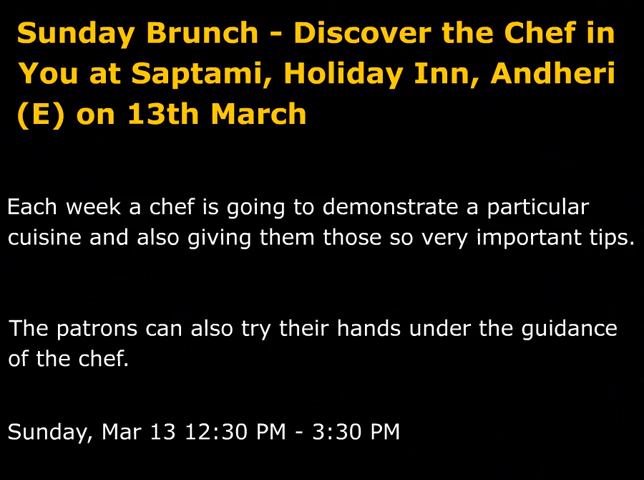 Sunday Brunch - Discover the Chef in
You at Saptami, Holiday Inn, Andheri
(E) on 13th March
Each week a chef is going to demonstrate a particular
cuisine and also giving them those so very important tips.
The patrons can also try their hands under the guidance
of the chef.
Sunday, Mar 13 12:30 PM - 3:30 PM